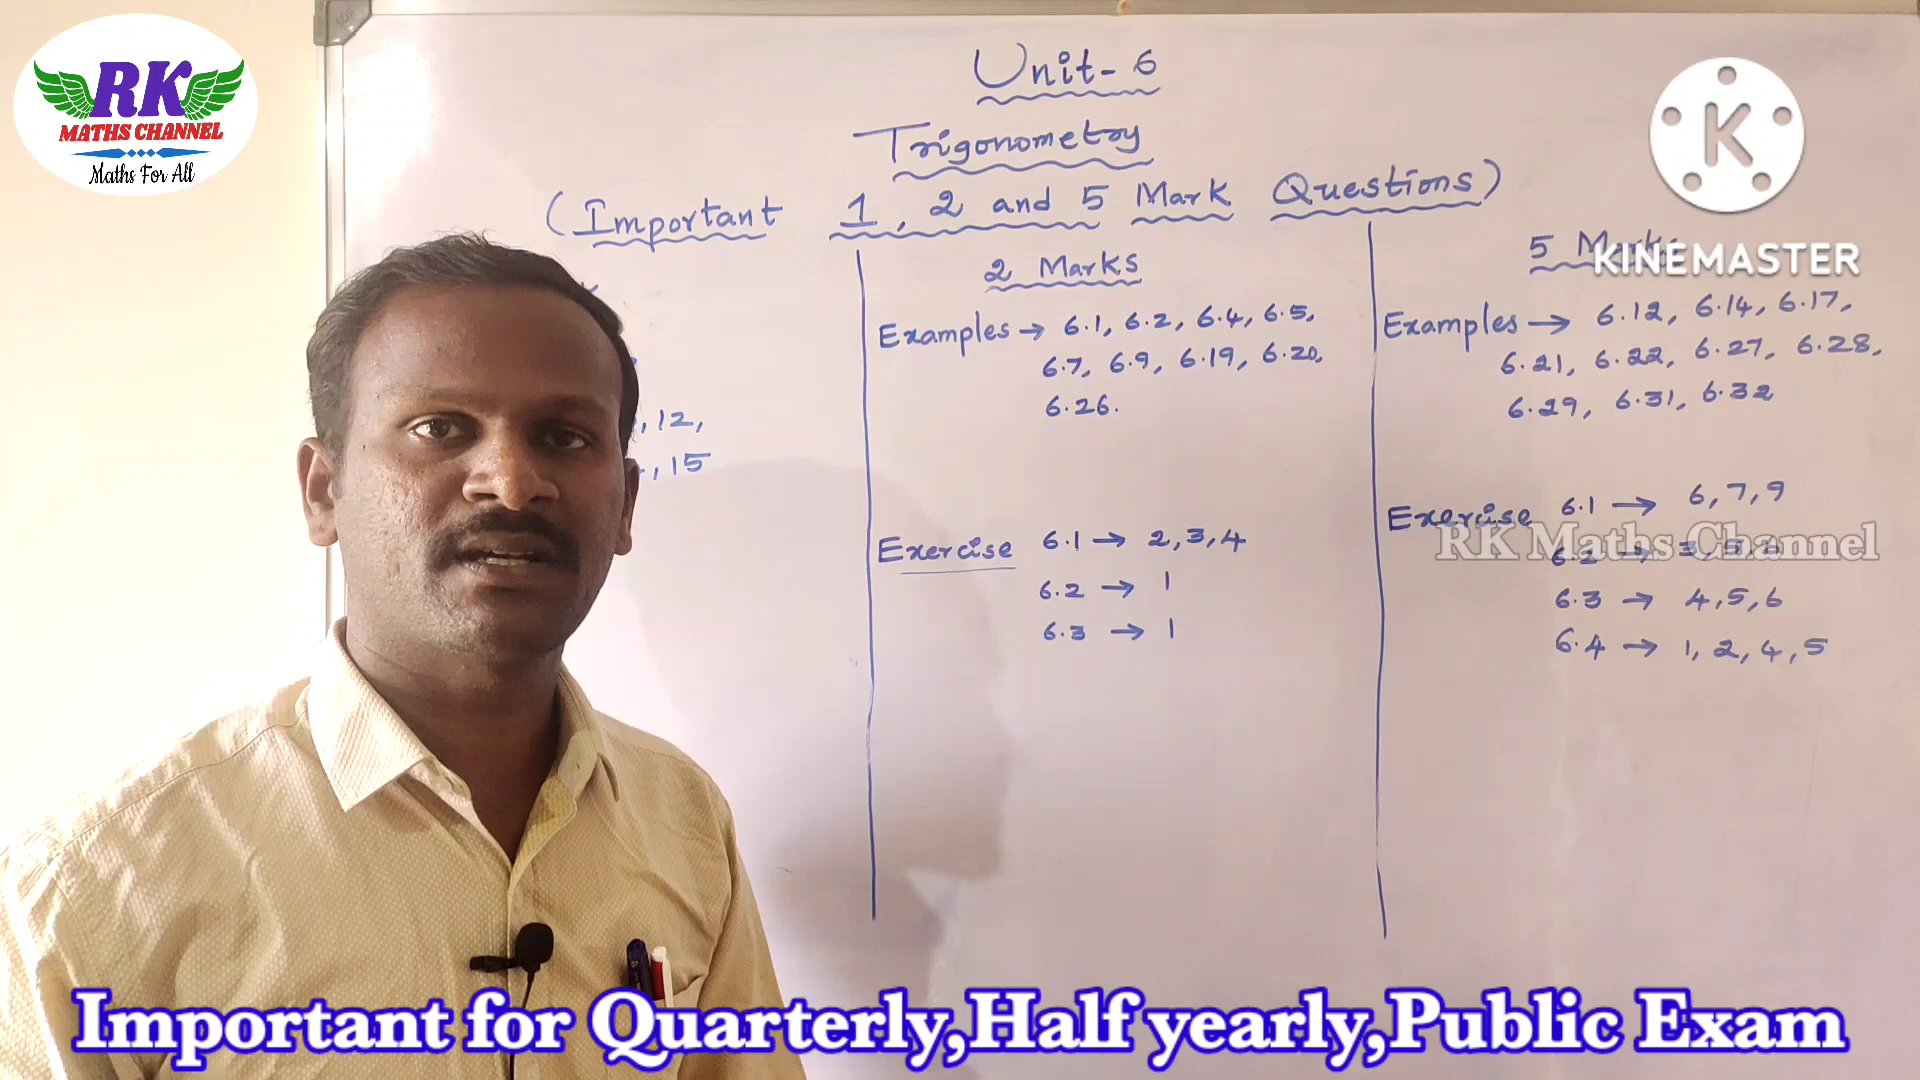 RK
MATHS CHANNEL
Maths For All
K
KINEMASTER
Unit-6
Trigonometry
(Important 1, 2 and 5 Mark Questions)
,12,
,15
2 Marks
Examples → 6.1, 6.2, 6.4, 6.5,
6.7, 6.9, 6.19, 6.20,
6.26.
Exercise 6.1 → 2,3,4
6.2 → 1
6.3 → 1
5 Marks
Examples → 6.12, 6.14, 6.17,
6.21, 6.22, 6.27, 6.28,
6.29, 6.31, 6.32
Exercise 6.1 → 6,7,9
RK Maths Channel
6.2 →
6.3 → 4,5,6
6.4 → 1, 2, 4, 5
Important for Quarterly,Half yearly,Public Exam